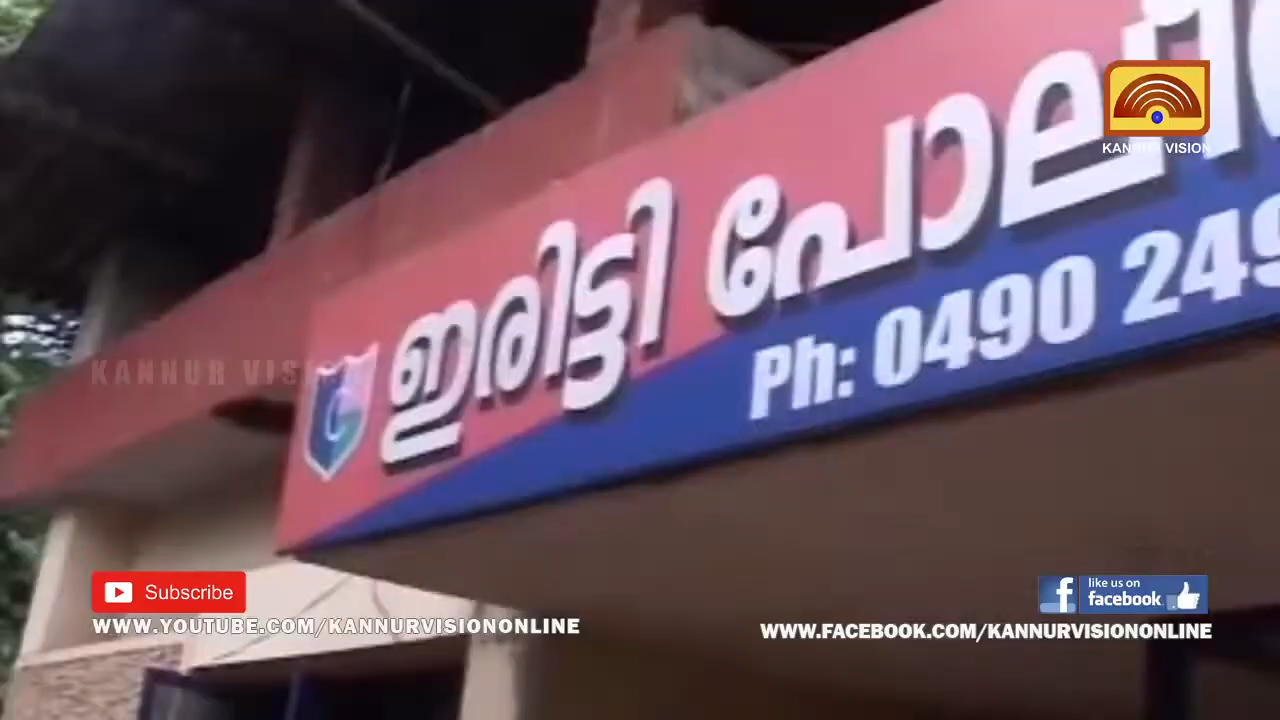 KANNUR VISION
ഇരിട്ടി പോലീ
Ph: 0490 249
KANNUR VISION
Subscribe
WWW.YOUTUBE.COM/KANNURVISIONONLINE
like us on
facebook
WWW.FACEBOOK.COM/KANNURVISIONONLINE